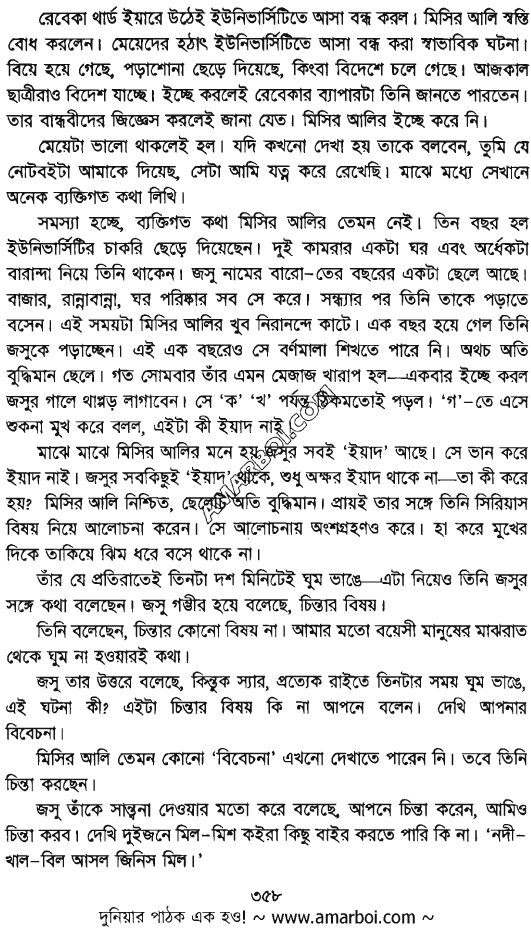 রেবেকা থার্ড ইয়ারে উঠেই ইউনিভার্সিটিতে আসা বন্ধ করল। মিসির আলি স্বস্তি
বোধ করলেন। মেয়েদের হঠাৎ ইউনিভার্সিটিতে আসা বন্ধ করা স্বাভাবিক ঘটনা।
বিয়ে হয়ে গেছে, পড়াশোনা ছেড়ে দিয়েছে, কিংবা বিদেশে চলে গেছে। আজকাল
ছাত্রীরাও বিদেশ যাচ্ছে। ইচ্ছে করলেই রেবেকার ব্যাপারটা তিনি জানতে পারতেন।
তার বান্ধবীদের জিজ্ঞেস করলেই জানা যেত। মিসির আলির ইচ্ছে করে নি।
মেয়েটা ভালো থাকলেই হল। যদি কখনো দেখা হয় তাকে বলবেন, তুমি যে
নোটবইটা আমাকে দিয়েছ, সেটা আমি যত্ন করে রেখেছি। মাঝে মধ্যে সেখানে
অনেক ব্যক্তিগত কথা লিখি।
সমস্যা হচ্ছে, ব্যক্তিগত কথা মিসির আলির তেমন নেই। তিন বছর হল
ইউনিভার্সিটির চাকরি ছেড়ে দিয়েছেন। দুই কামরার একটা ঘর এবং অর্ধেকটা
বারান্দা নিয়ে তিনি থাকেন। জসু নামের বারো–তের বছরের একটা ছেলে আছে।
বাজার, রান্নাবান্না, ঘর পরিষ্কার সব সে করে। সন্ধ্যার পর তিনি তাকে পড়াতে
বসেন। এই সময়টা মিসির আলির খুব নিরানন্দে কাটে। এক বছর হয়ে গেল তিনি
জসুকে পড়াচ্ছেন। এই এক বছরেও সে বর্ণমালা শিখতে পারে নি। অথচ অতি
বুদ্ধিমান ছেলে। গত সোমবার তাঁর এমন মেজাজ খারাপ হল—একবার ইচ্ছে করল
জসুর গালে থাপ্পড় লাগাবেন। সে ‘ক’ ‘খ’ পর্যন্ত ঠিকমতোই পড়ল। ‘গ’–তে এসে
শুকনা মুখ করে বলল, এইটা কী ইয়াদ নাই।
মাঝে মাঝে মিসির আলির মনে হয় জসুর সবই ‘ইয়াদ’ আছে। সে ভান করে
ইয়াদ নাই। জসুর সবকিছুই ‘ইয়াদ’ থাকে, শুধু অক্ষর ইয়াদ থাকে না—তা কী করে
হয়? মিসির আলি নিশ্চিত, ছেলেটি অতি বুদ্ধিমান। প্রায়ই তার সঙ্গে তিনি সিরিয়াস
বিষয় নিয়ে আলোচনা করেন। সে আলোচনায় অংশগ্রহণও করে। হা করে মুখের
দিকে তাকিয়ে ঝিম ধরে বসে থাকে না।
তাঁর যে প্রতিরাতেই তিনটা দশ মিনিটেই ঘুম ভাঙে—এটা নিয়েও তিনি জসুর
সঙ্গে কথা বলেছেন। জসু গম্ভীর হয়ে বলেছে, চিন্তার বিষয়।
তিনি বলেছেন, চিন্তার কোনো বিষয় না। আমার মতো বয়েসী মানুষের মাঝরাত
থেকে ঘুম না হওয়ারই কথা।
জসু তার উত্তরে বলেছে, কিন্তুক স্যার, প্রত্যেক রাইতে তিনটার সময় ঘুম ভাঙে,
এই ঘটনা কী? এইটা চিন্তার বিষয় কি না আপনে বলেন। দেখি আপনার
বিবেচনা।
মিসির আলি তেমন কোনো ‘বিবেচনা’ এখনো দেখাতে পারেন নি। তবে তিনি
চিন্তা করছেন।
জসু তাঁকে সান্ত্বনা দেওয়ার মতো করে বলেছে, আপনে চিন্তা করেন, আমিও
চিন্তা করব। দেখি দুইজনে মিল–মিশ কইরা কিছু বাইর করতে পারি কি না। ‘নদী–
খাল–বিল আসল জিনিস মিল।’
৩৫৮
দুনিয়ার পাঠক এক হও! ~ www.amarboi.com ~
AMARBOI.COM